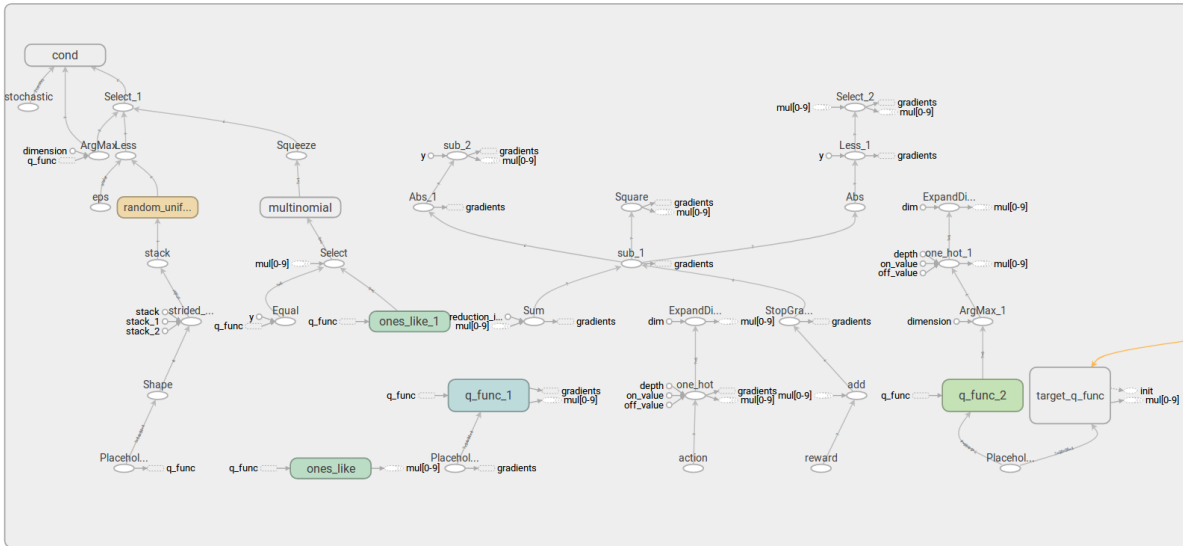 cond
stochastic
Select_1
Select_2
mul[0-9]
gradients
mul[0-9]
dimension
q_func
ArgMax
Less
Squeeze
sub_2
y
gradients
mul[0-9]
Less_1
y
gradients
eps
random_unif...
multinomial
Abs_1
gradients
Square
gradients
mul[0-9]
Abs
ExpandDi...
dim
mul[0-9]
stack
Select
mul[0-9]
sub_1
gradients
depth
on_value
off_value
one_hot_1
mul[0-9]
stack
stack_1
stack_2
strided_...
y
q_func
Equal
q_func
ones_like_1
reduction_i...
mul[0-9]
Sum
gradients
ExpandDi...
dim
mul[0-9]
StopGra...
gradients
ArgMax_1
dimension
Shape
q_func
q_func_1
gradients
mul[0-9]
depth
on_value
off_value
one_hot
gradients
mul[0-9]
mul[0-9]
add
q_func
q_func_2
target_q_func
init
mul[0-9]
Placehol...
q_func
q_func
ones_like
mul[0-9]
Placehol...
gradients
action
reward
Placehol...